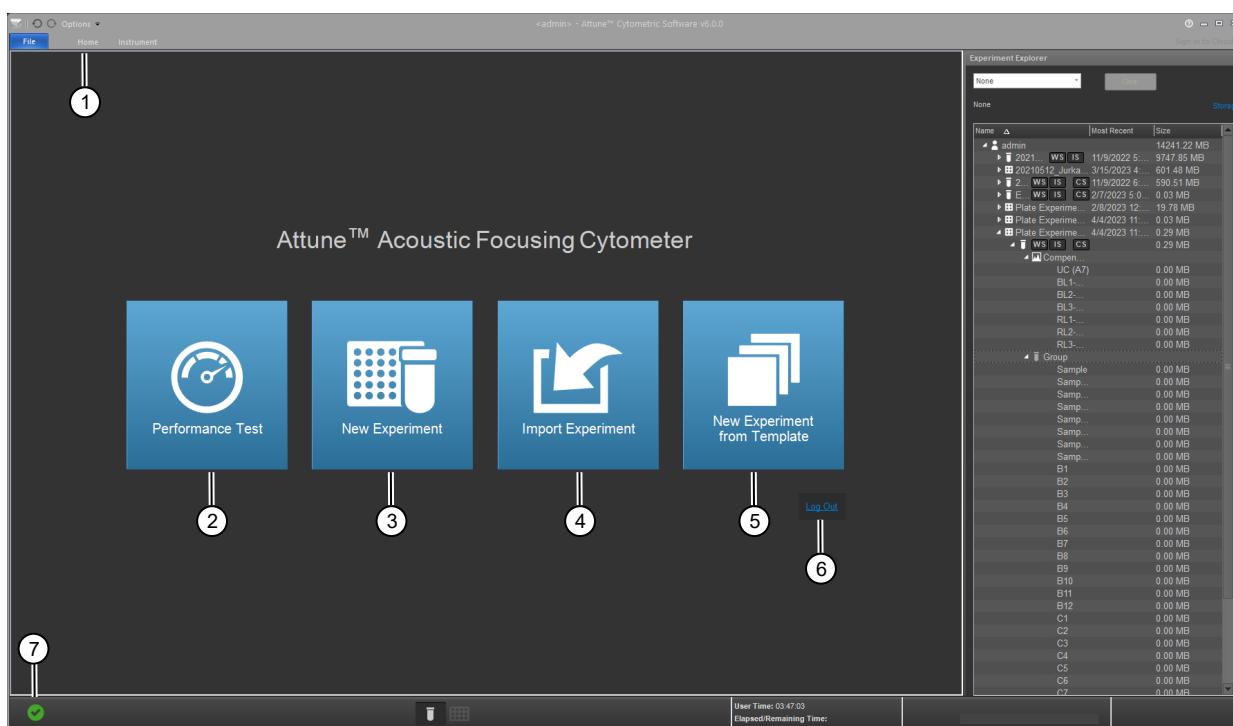 Options
<admin> - Attune™ Cytometric Software v6.0.0
File Home Instrument
Experiment Explorer
None
Clear
None
Name Most Recent Size
admin 14241.22 MB
2021... WS IS 11/9/2022 5:... 9747.85 MB
20210512_Jurka... 3/15/2023 4:... 601.48 MB
2... WS IS CS 11/9/2022 6:... 590.51 MB
E... WS IS CS 2/7/2023 5:0... 0.03 MB
Plate Experime... 2/8/2023 12:... 19.78 MB
Plate Experime... 4/4/2023 11:... 0.03 MB
Plate Experime... 4/4/2023 11:... 0.29 MB
WS IS CS 0.29 MB
Compen...
UC (A7) 0.00 MB
BL1-... 0.00 MB
BL2-... 0.00 MB
BL3-... 0.00 MB
RL1-... 0.00 MB
RL2-... 0.00 MB
RL3-... 0.00 MB
Group
Sample 0.00 MB
Samp... 0.00 MB
Samp... 0.00 MB
Samp... 0.00 MB
Samp... 0.00 MB
Samp... 0.00 MB
Samp... 0.00 MB
Samp... 0.00 MB
B1 0.00 MB
B2 0.00 MB
B3 0.00 MB
B4 0.00 MB
B5 0.00 MB
B6 0.00 MB
B7 0.00 MB
B8 0.00 MB
B9 0.00 MB
B10 0.00 MB
B11 0.00 MB
B12 0.00 MB
C1 0.00 MB
C2 0.00 MB
C3 0.00 MB
C4 0.00 MB
C5 0.00 MB
C6 0.00 MB
C7 0.00 MB
1
Attune™ Acoustic Focusing Cytometer
Performance Test
New Experiment
Import Experiment
New Experiment
from Template
2
3
4
5
Log Out
6
7
User Time: 03:47:03
Elapsed/Remaining Time: